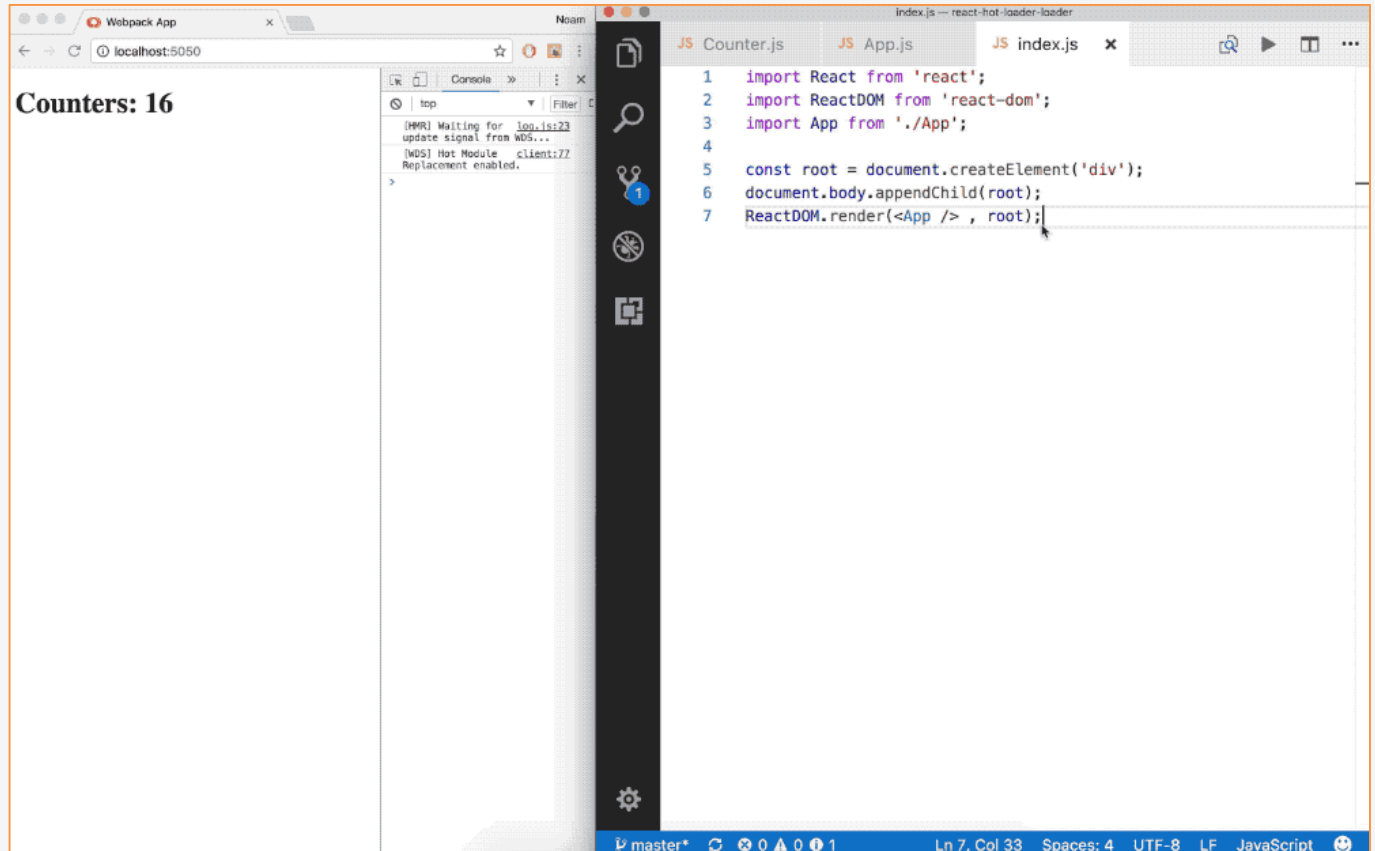 Webpack App
Noam
localhost:5050
Counters: 16
Console
top
Filter
[HMR] Waiting for log.js:23
update signal from WDS...
[WDS] Hot Module client:77
Replacement enabled.
index.js — react-hot-loader-loader
JS Counter.js JS App.js JS index.js
1 import React from 'react';
2 import ReactDOM from 'react-dom';
3 import App from './App';
4
5 const root = document.createElement('div');
6 document.body.appendChild(root);
7 ReactDOM.render(<App /> , root);
1
master* 0 0 1 Ln 7, Col 33 Spaces: 4 UTF-8 LF JavaScript